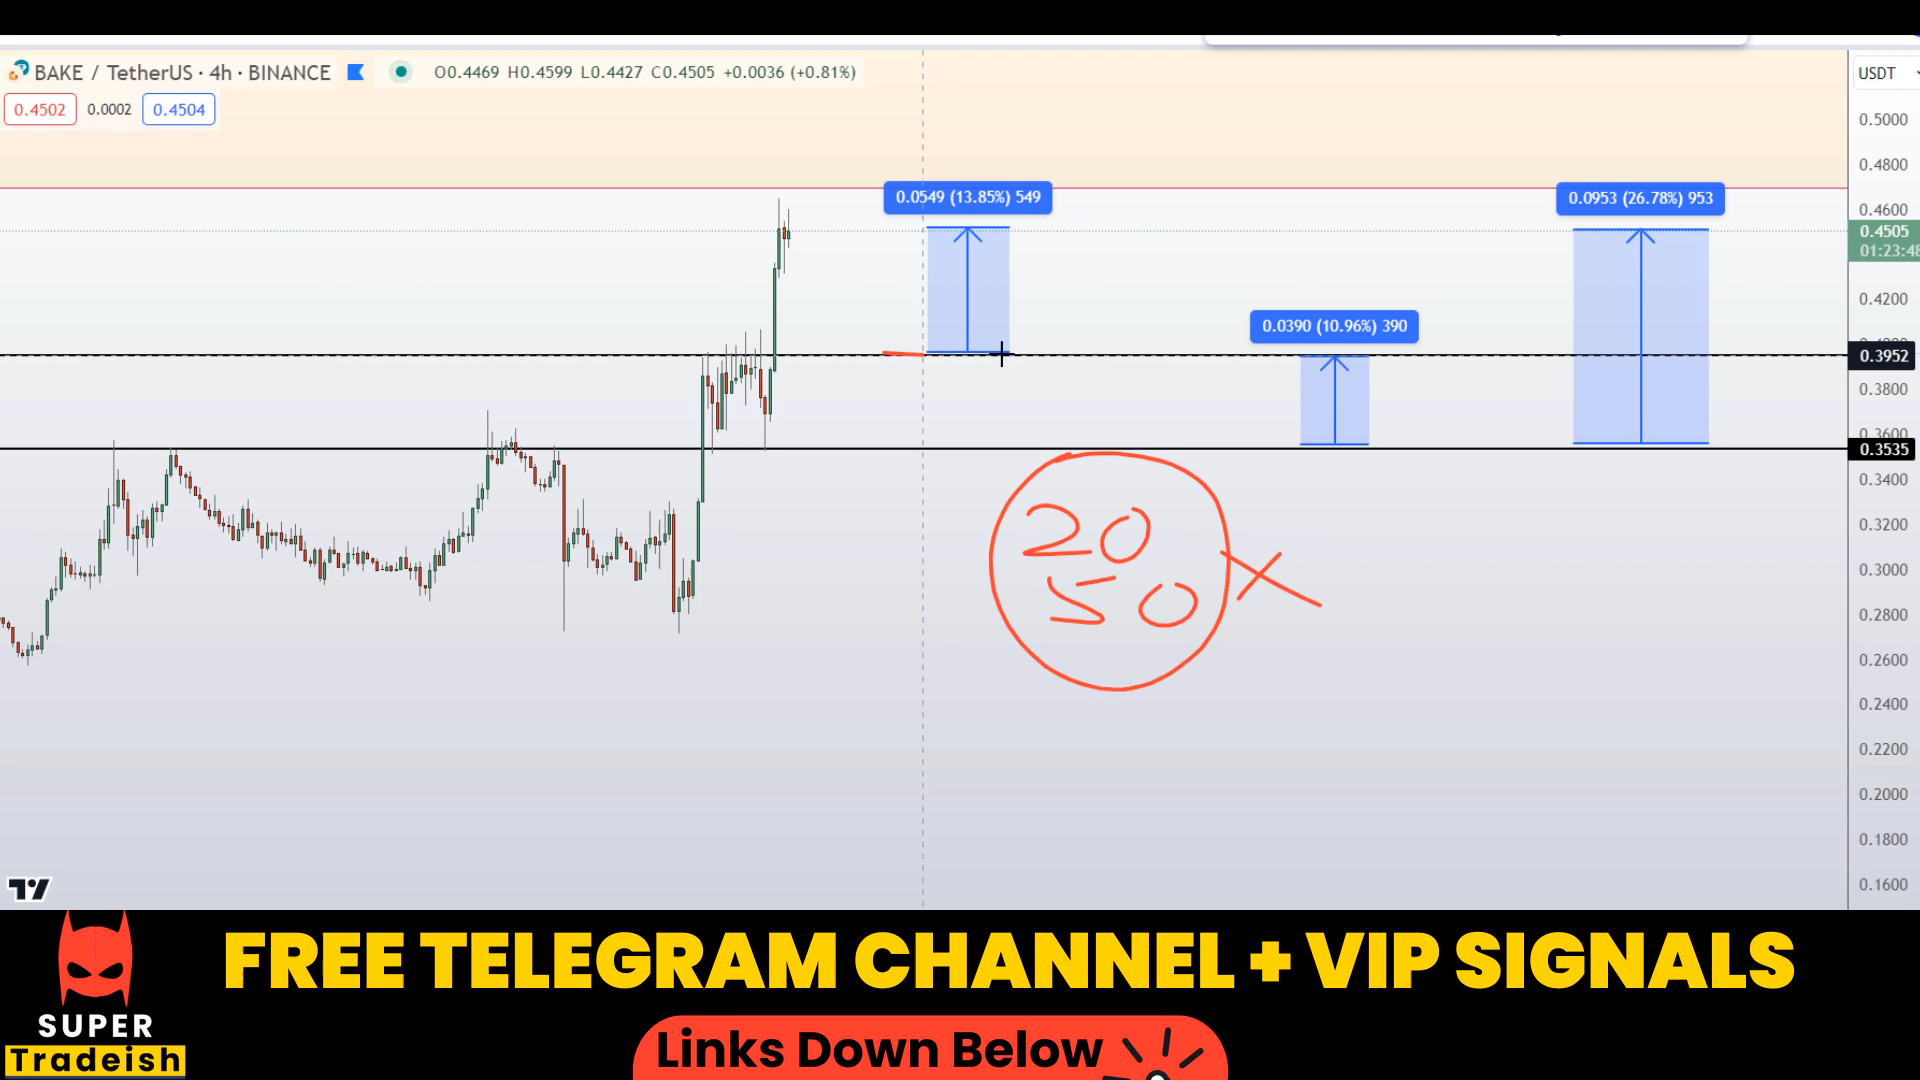 BAKE / TetherUS · 4h · BINANCE
O0.4469 H0.4599 L0.4427 C0.4505 +0.0036 (+0.81%)
USDT
0.4502 0.0002 0.4504
0.5000
0.4800
0.0549 (13.85%) 549
0.0953 (26.78%) 953
0.4600
0.4505
01:23:48
0.4200
0.0390 (10.96%) 390
0.3952
0.3800
0.3600
0.3535
0.3400
0.3200
0.3000
0.2800
0.2600
0.2400
0.2200
0.2000
0.1800
0.1600
20
50 X
FREE TELEGRAM CHANNEL + VIP SIGNALS
SUPER
Tradeish
Links Down Below